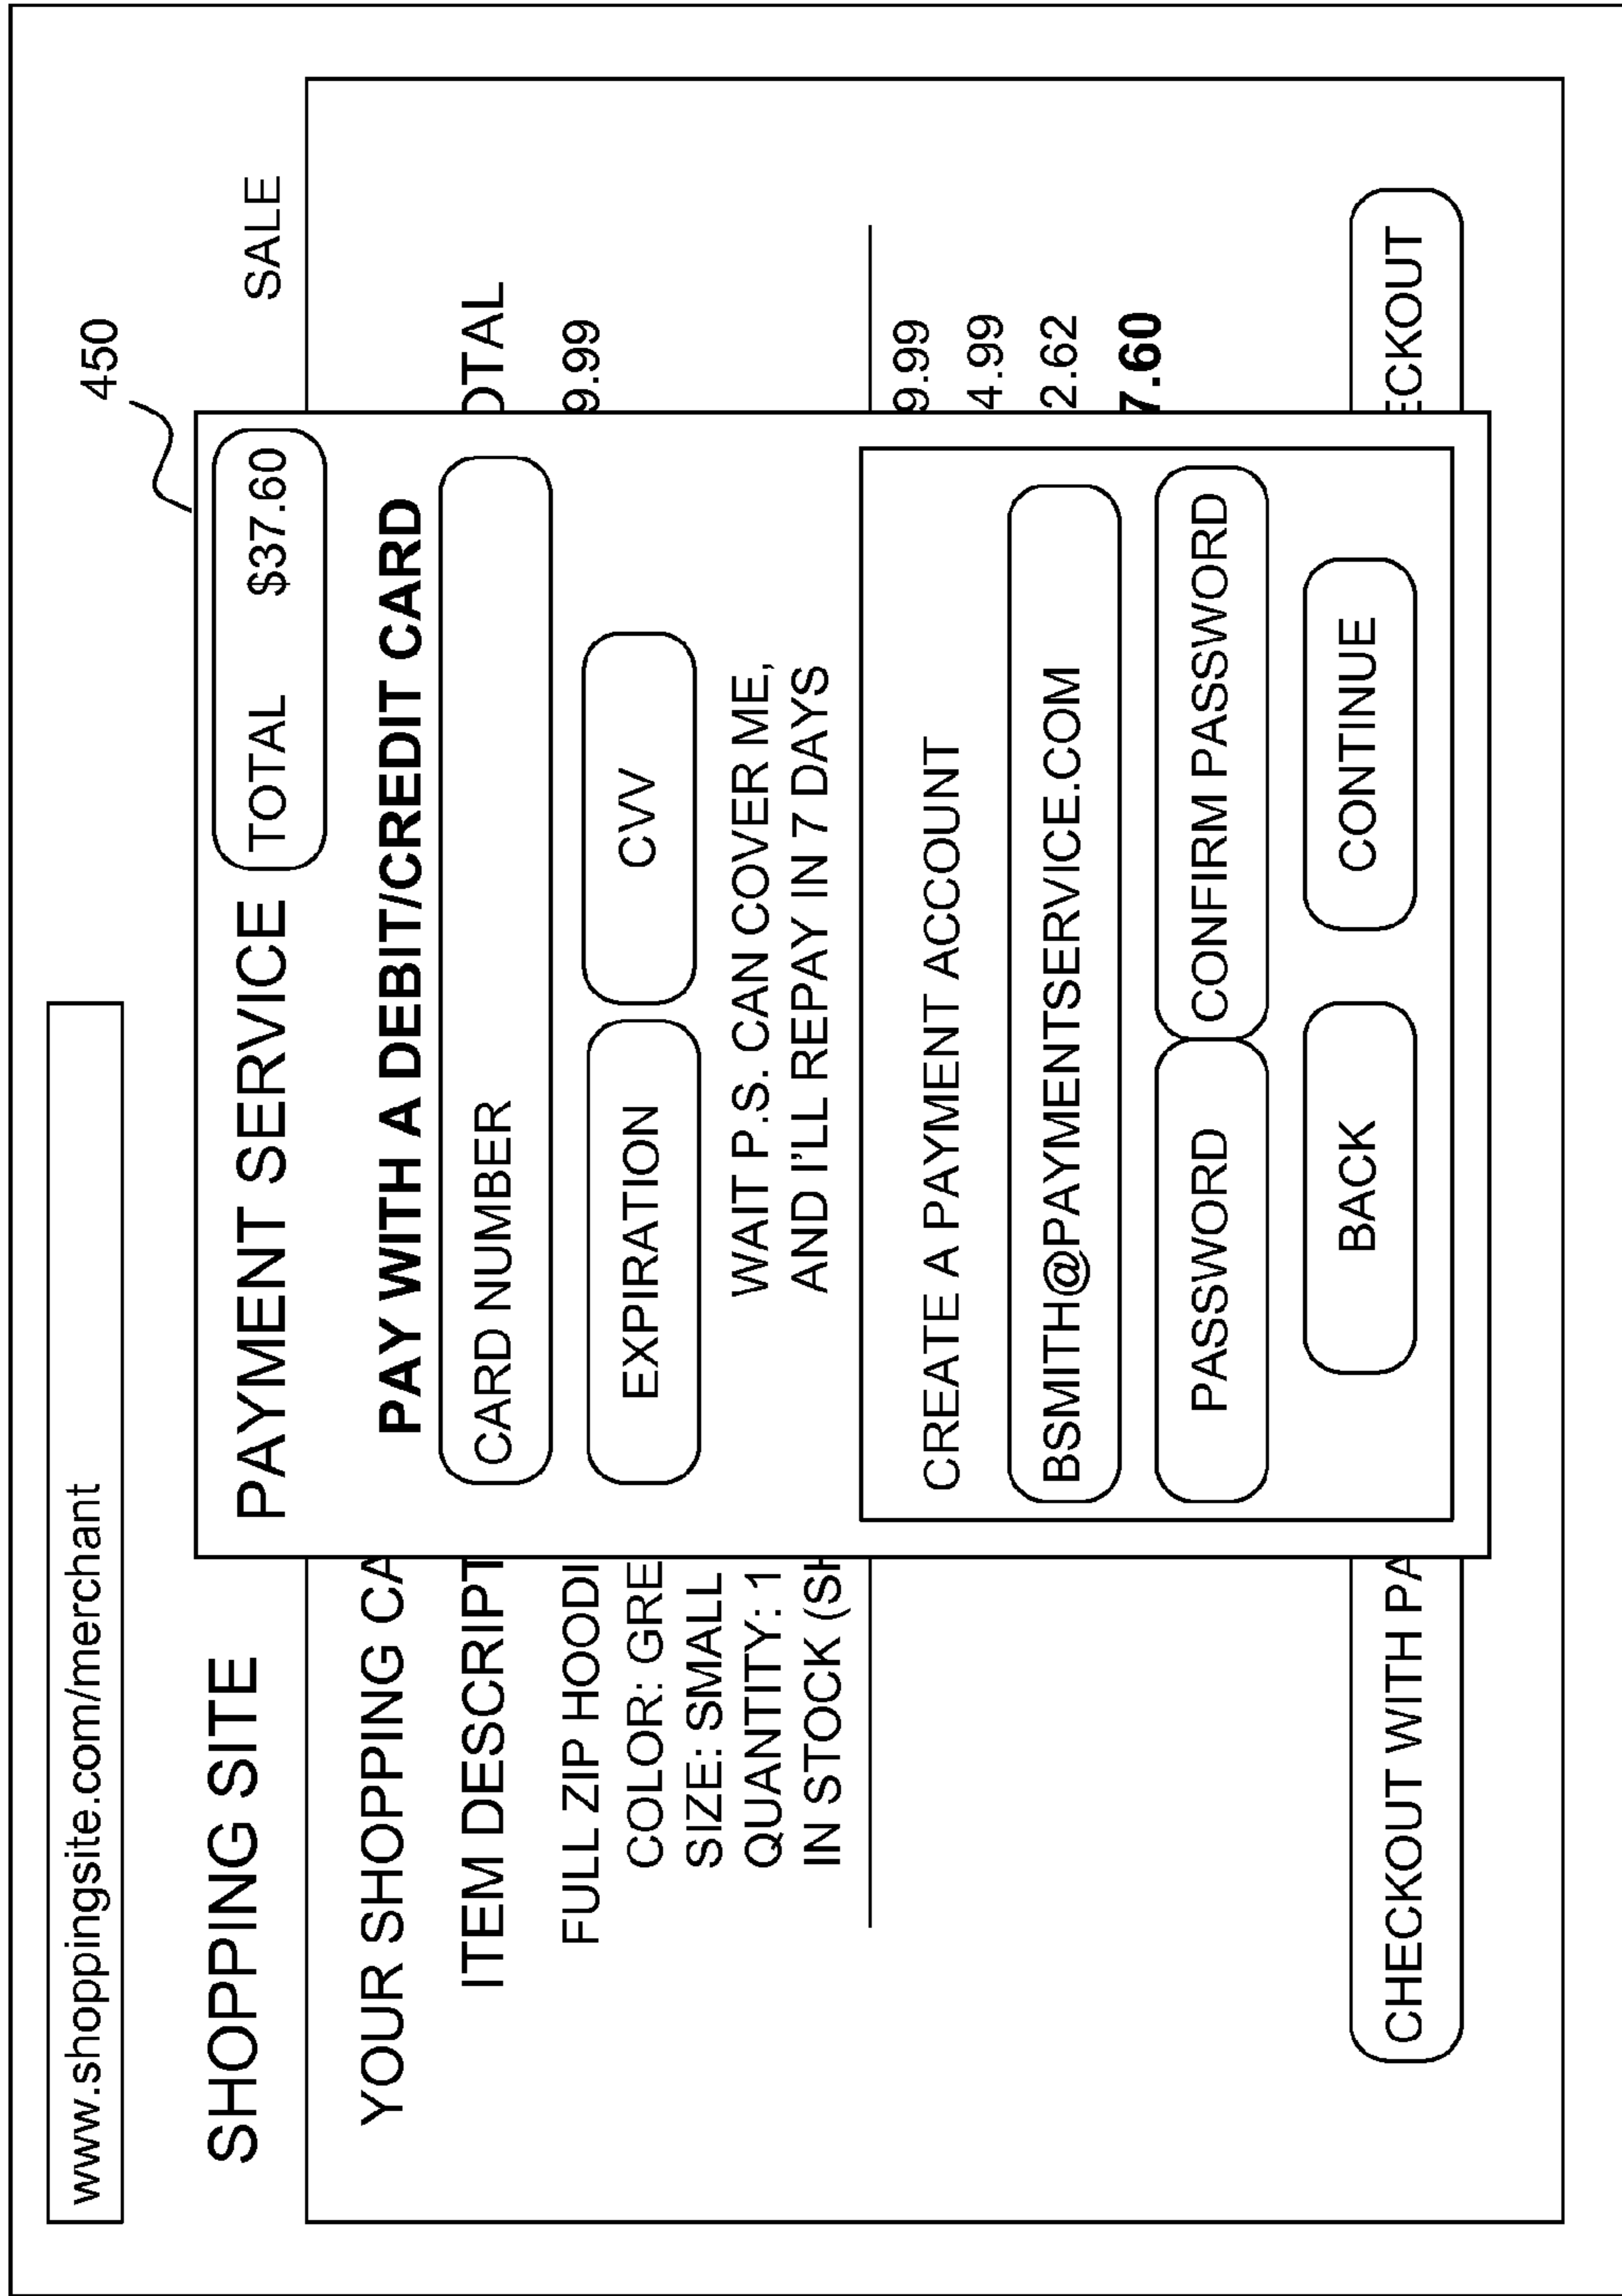 450
www.shoppingsite.com/merchant
SHOPPING SITE
SALE
PAYMENT SERVICE
TOTAL $37.60
PAY WITH A DEBIT/CREDIT CARD
CARD NUMBER
EXPIRATION CVV
WAIT P.S. CAN COVER ME,
AND I'LL REPAY IN 7 DAYS
CREATE A PAYMENT ACCOUNT
BSMITH@PAYMENTSERVICE.COM
PASSWORD CONFIRM PASSWORD
BACK CONTINUE
YOUR SHOPPING CA
ITEM DESCRIPT
OTAL
FULL ZIP HOODI
9.99
COLOR: GRE
SIZE: SMALL
QUANTITY: 1
IN STOCK (SH
9.99
4.99
2.62
7.60
CHECKOUT WITH PA
ECKOUT